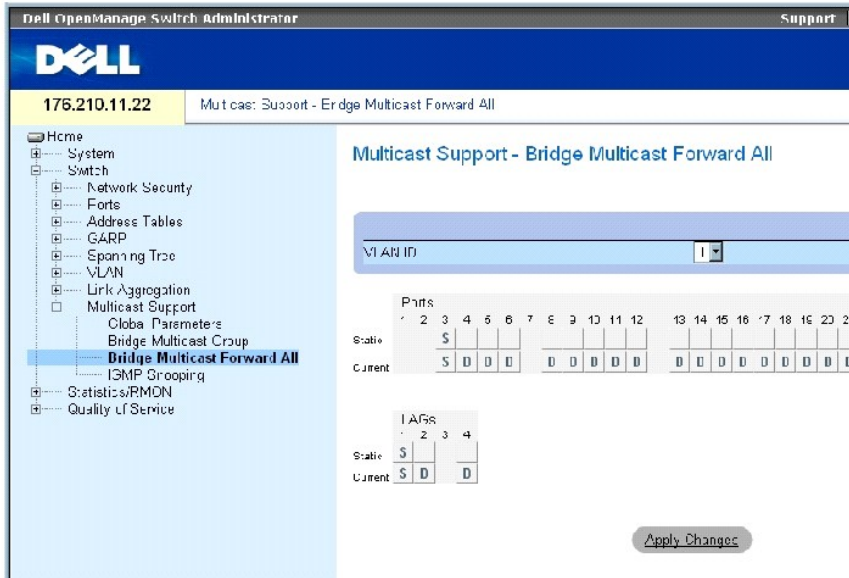 Dell OpenManage Switch Administrator
Support
DELL
176.210.11.22
Multicast Support - Bridge Multicast Forward All
Home
System
Switch
Network Security
Ports
Address Tables
GARP
Spanning Tree
VLAN
Link Aggregation
Multicast Support
Global Parameters
Bridge Multicast Group
Bridge Multicast Forward All
IGMP Snooping
Statistics/RMON
Quality of Service
Multicast Support - Bridge Multicast Forward All
VLAN ID 1
Ports
1 2 3 4 5 6 7 8 9 10 11 12 13 14 15 16 17 18 19 20
Static S
Current S D D D D D D D D D D D D D D D D
LAGs
1 2 3 4
Static S
Current S D D
Apply Changes